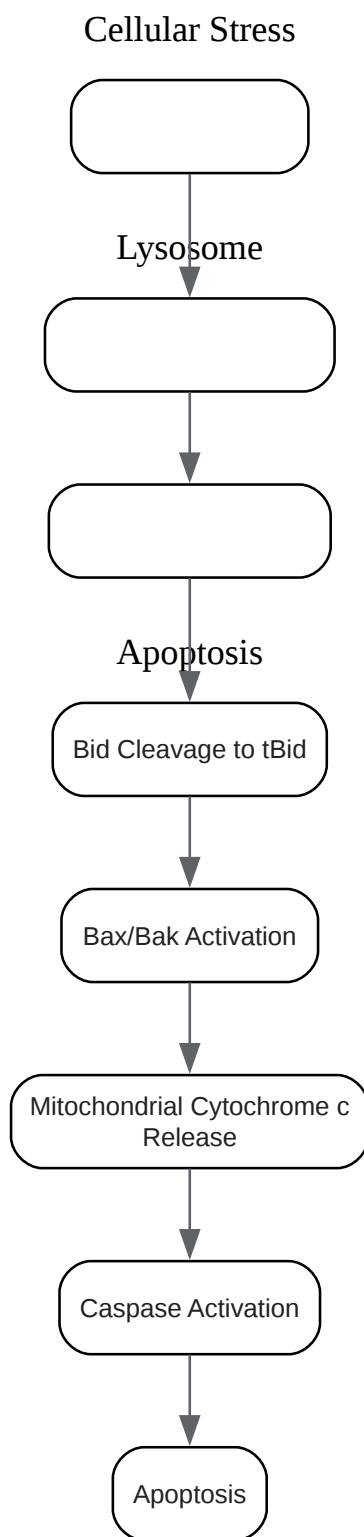 Cellular Stress
Lysosome
Apoptosis
Bid Cleavage to tBid
Bax/Bak Activation
Mitochondrial Cytochrome c
Release
Caspase Activation
Apoptosis